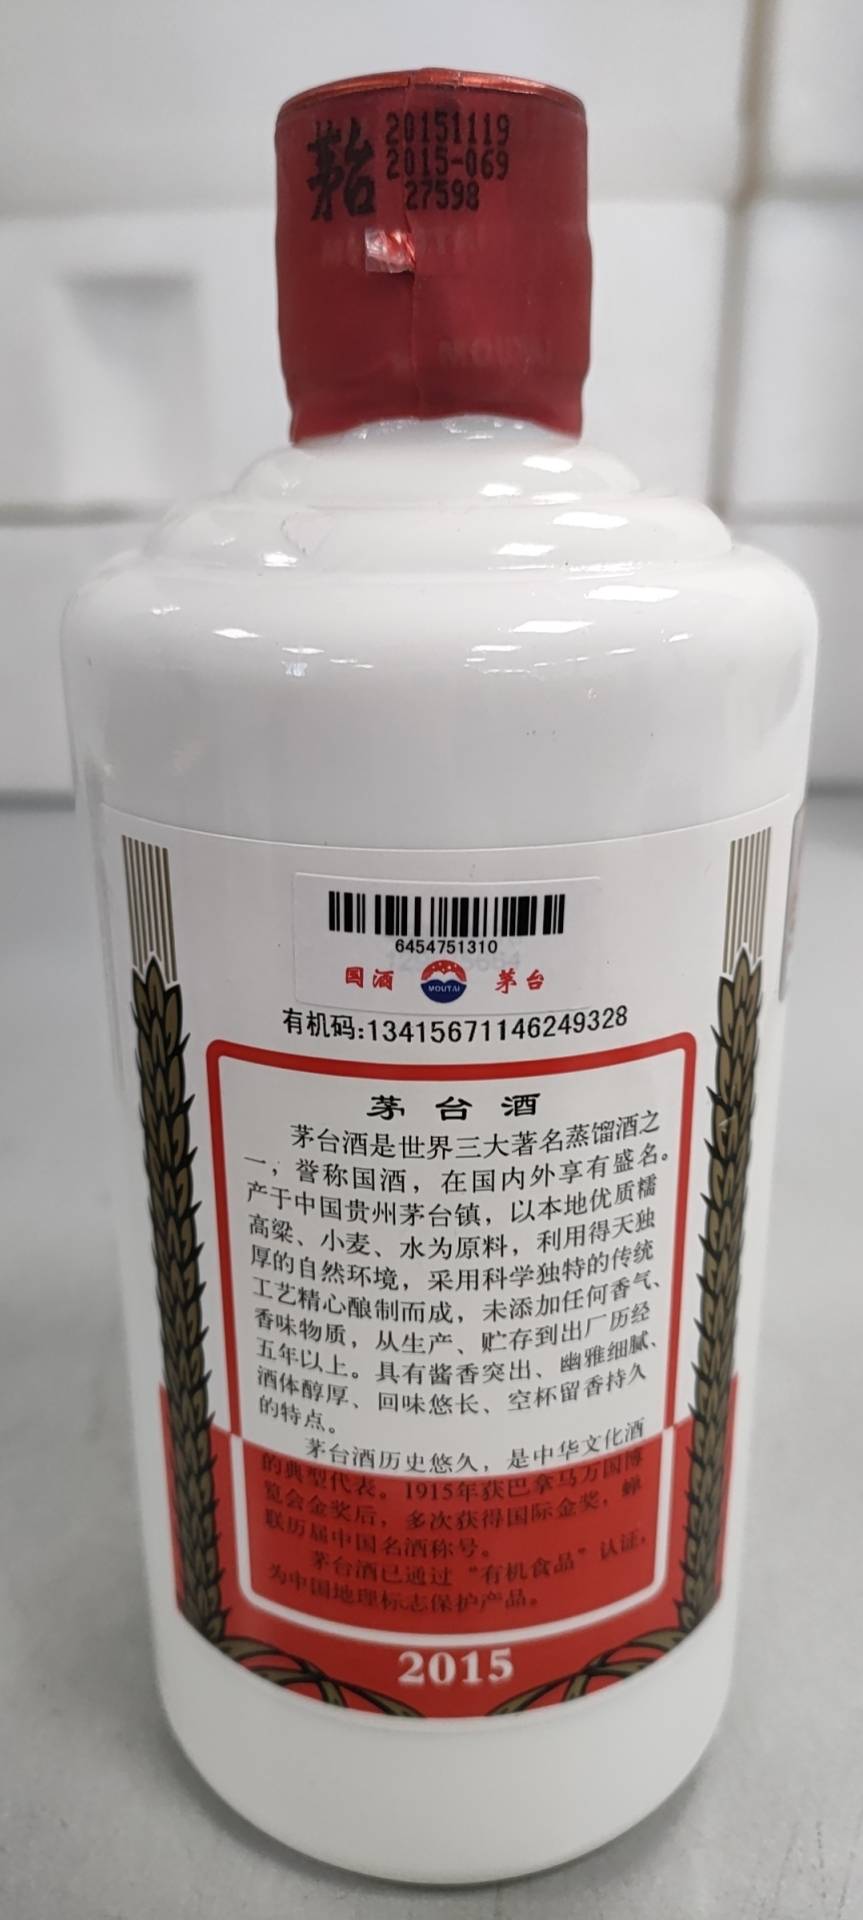 茅台
20151119
2015-069
27598
MOUTAI
6454751310
国酒
MOUTAI
茅台
有机码:13415671146249328
茅台酒
茅台酒是世界三大著名蒸馏酒之
一，誉称国酒，在国内外享有盛名。
产于中国贵州茅台镇，以本地优质糯
高粱、小麦、水为原料，利用得天独
厚的自然环境，采用科学独特的传统
工艺精心酿制而成，未添加任何香气、
香味物质，从生产、贮存到出厂历经
五年以上。具有酱香突出、幽雅细腻、
酒体醇厚、回味悠长、空杯留香持久
的特点。
茅台酒历史悠久，是中华文化酒
的典型代表。1915年获巴拿马万国博
览会金奖后，多次获得国际金奖，蝉
联历届中国名酒称号。
茅台酒已通过“有机食品”认证，
为中国地理标志保护产品。
2015